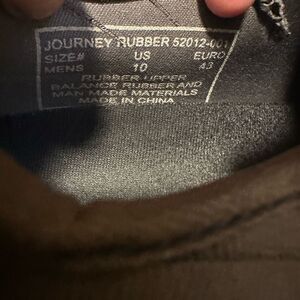 JOURNEY RUBBER 52012-001
SIZE# US EURO
MENS 10 43
RUBBER UPPER
BALANCE RUBBER AND
MAN MADE MATERIALS
MADE IN CHINA